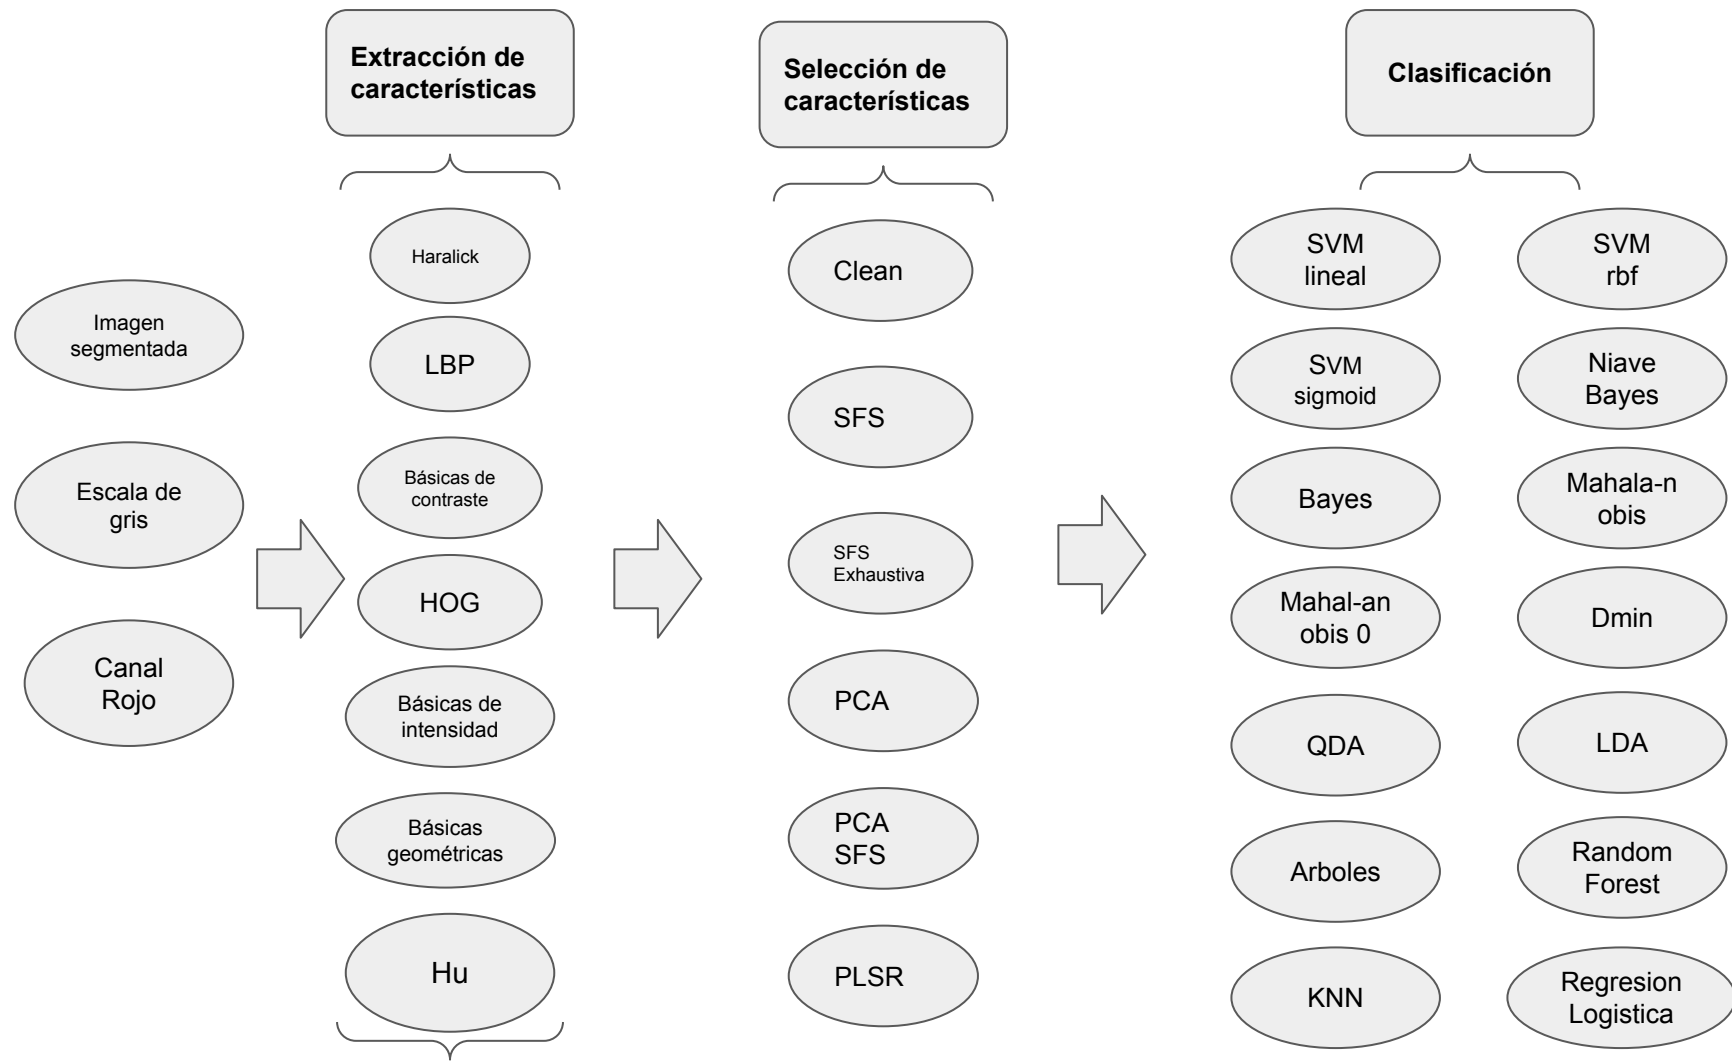 Extracción de
características
Selección de
características
Clasificación
Imagen
segmentada
Escala de
gris
Canal
Rojo
Haralick
LBP
Básicas de
contraste
HOG
Básicas de
intensidad
Básicas
geométricas
Hu
Clean
SFS
SFS
Exhaustiva
PCA
PCA
SFS
PLSR
SVM
lineal
SVM
rbf
SVM
sigmoid
Niave
Bayes
Bayes
Mahala-n
obis
Mahal-an
obis 0
Dmin
QDA
LDA
Arboles
Random
Forest
KNN
Regresion
Logistica